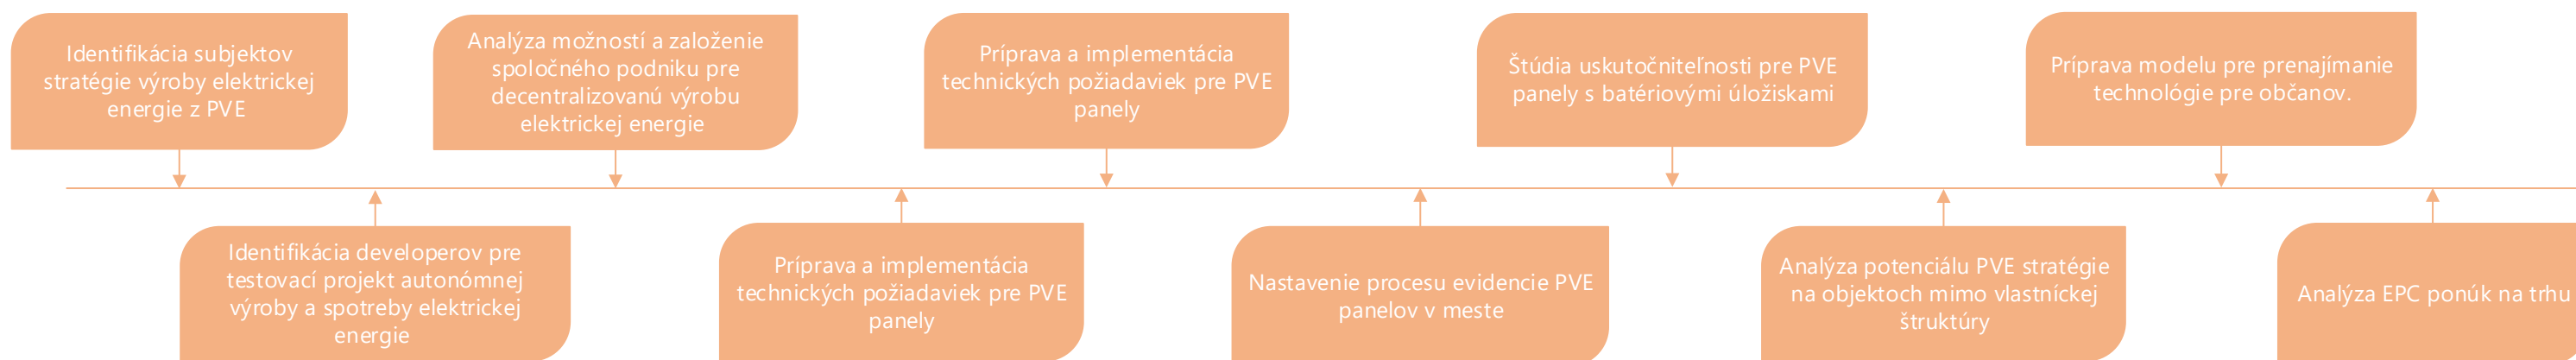 Identifikácia subjektov
stratégie výroby elektrickej
energie z PVE
Identifikácia developerov pre
testovací projekt autonómnej
výroby a spotreby elektrickej
energie
Analýza možností a založenie
spoločného podniku pre
decentralizovanú výrobu
elektrickej energie
Príprava a implementácia
technických požiadaviek pre PVE
panely
Príprava a implementácia
technických požiadaviek pre PVE
panely
Nastavenie procesu evidencie PVE
panelov v meste
Štúdia uskutočniteľnosti pre PVE
panely s batériovými úložiskami
Analýza potenciálu PVE stratégie
na objektoch mimo vlastníckej
štruktúry
Príprava modelu pre prenajímanie
technológie pre občanov.
Analýza EPC ponúk na trhu